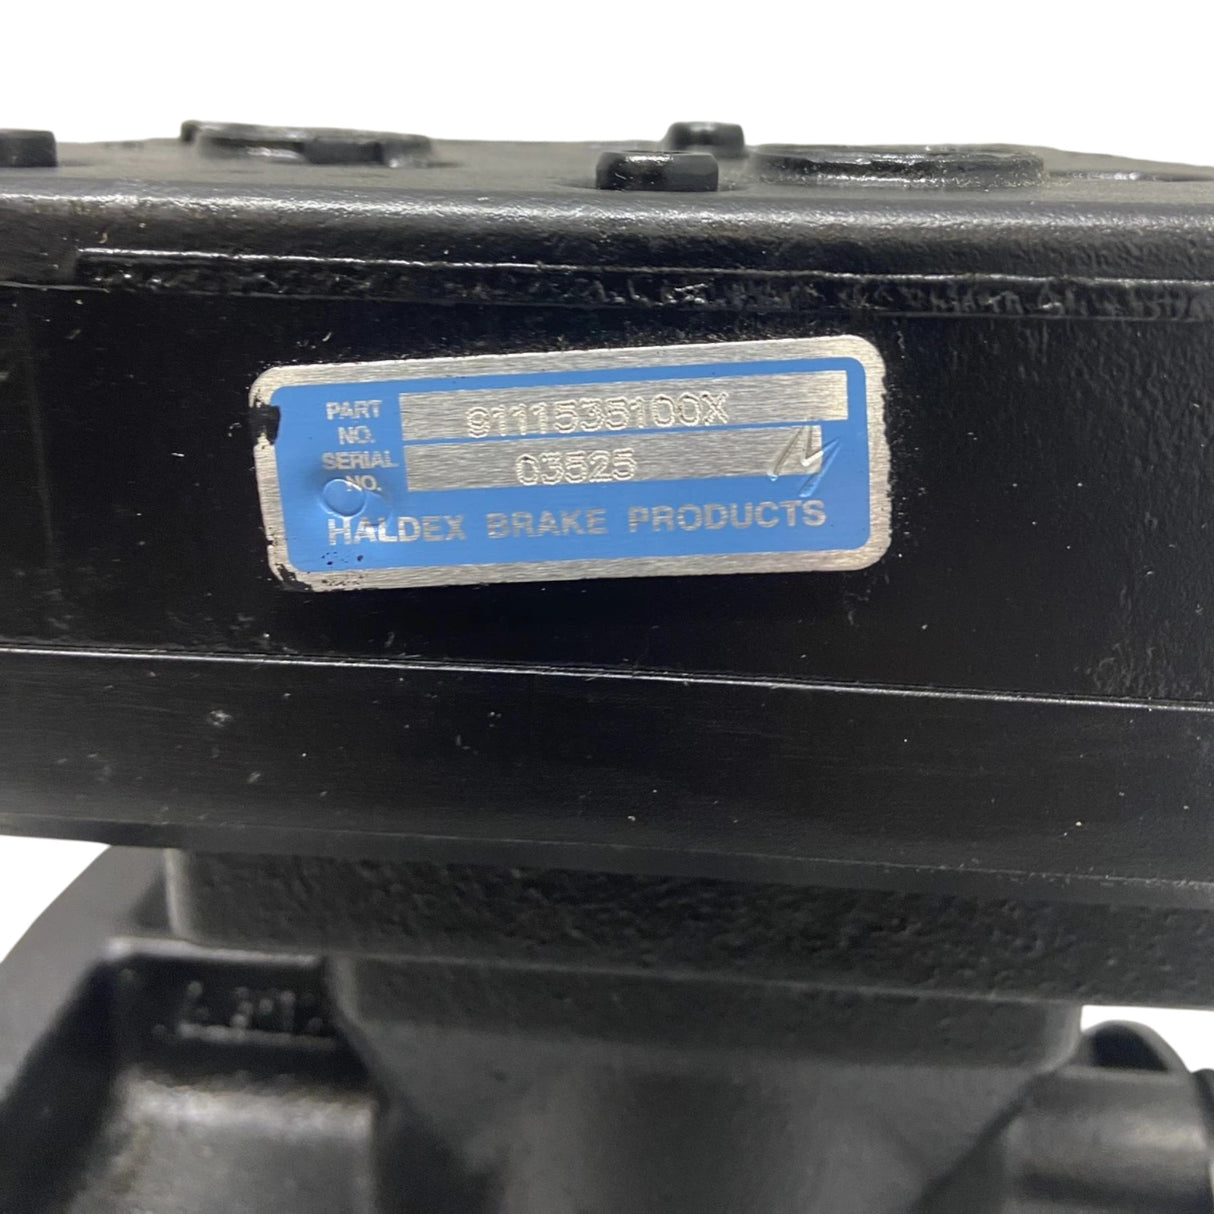 PART NO. 9111535100X
SERIAL NO. 03525
HALDEX BRAKE PRODUCTS